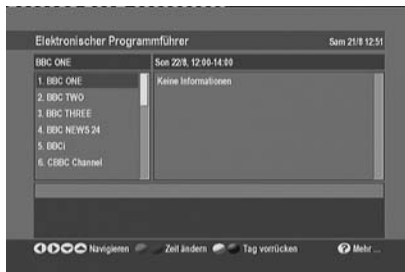 Elektronischer Programmführer Sam 21/8 12:51
BBC ONE Son 22/8, 12:00-14:00
1. BBC ONE Keine Informationen
2. BBC TWO
3. BBC THREE
4. BBC NEWS 24
5. BBCi
6. CBBC Channel
Navigieren Zeit ändern Tag vorrücken ? Mehr ...